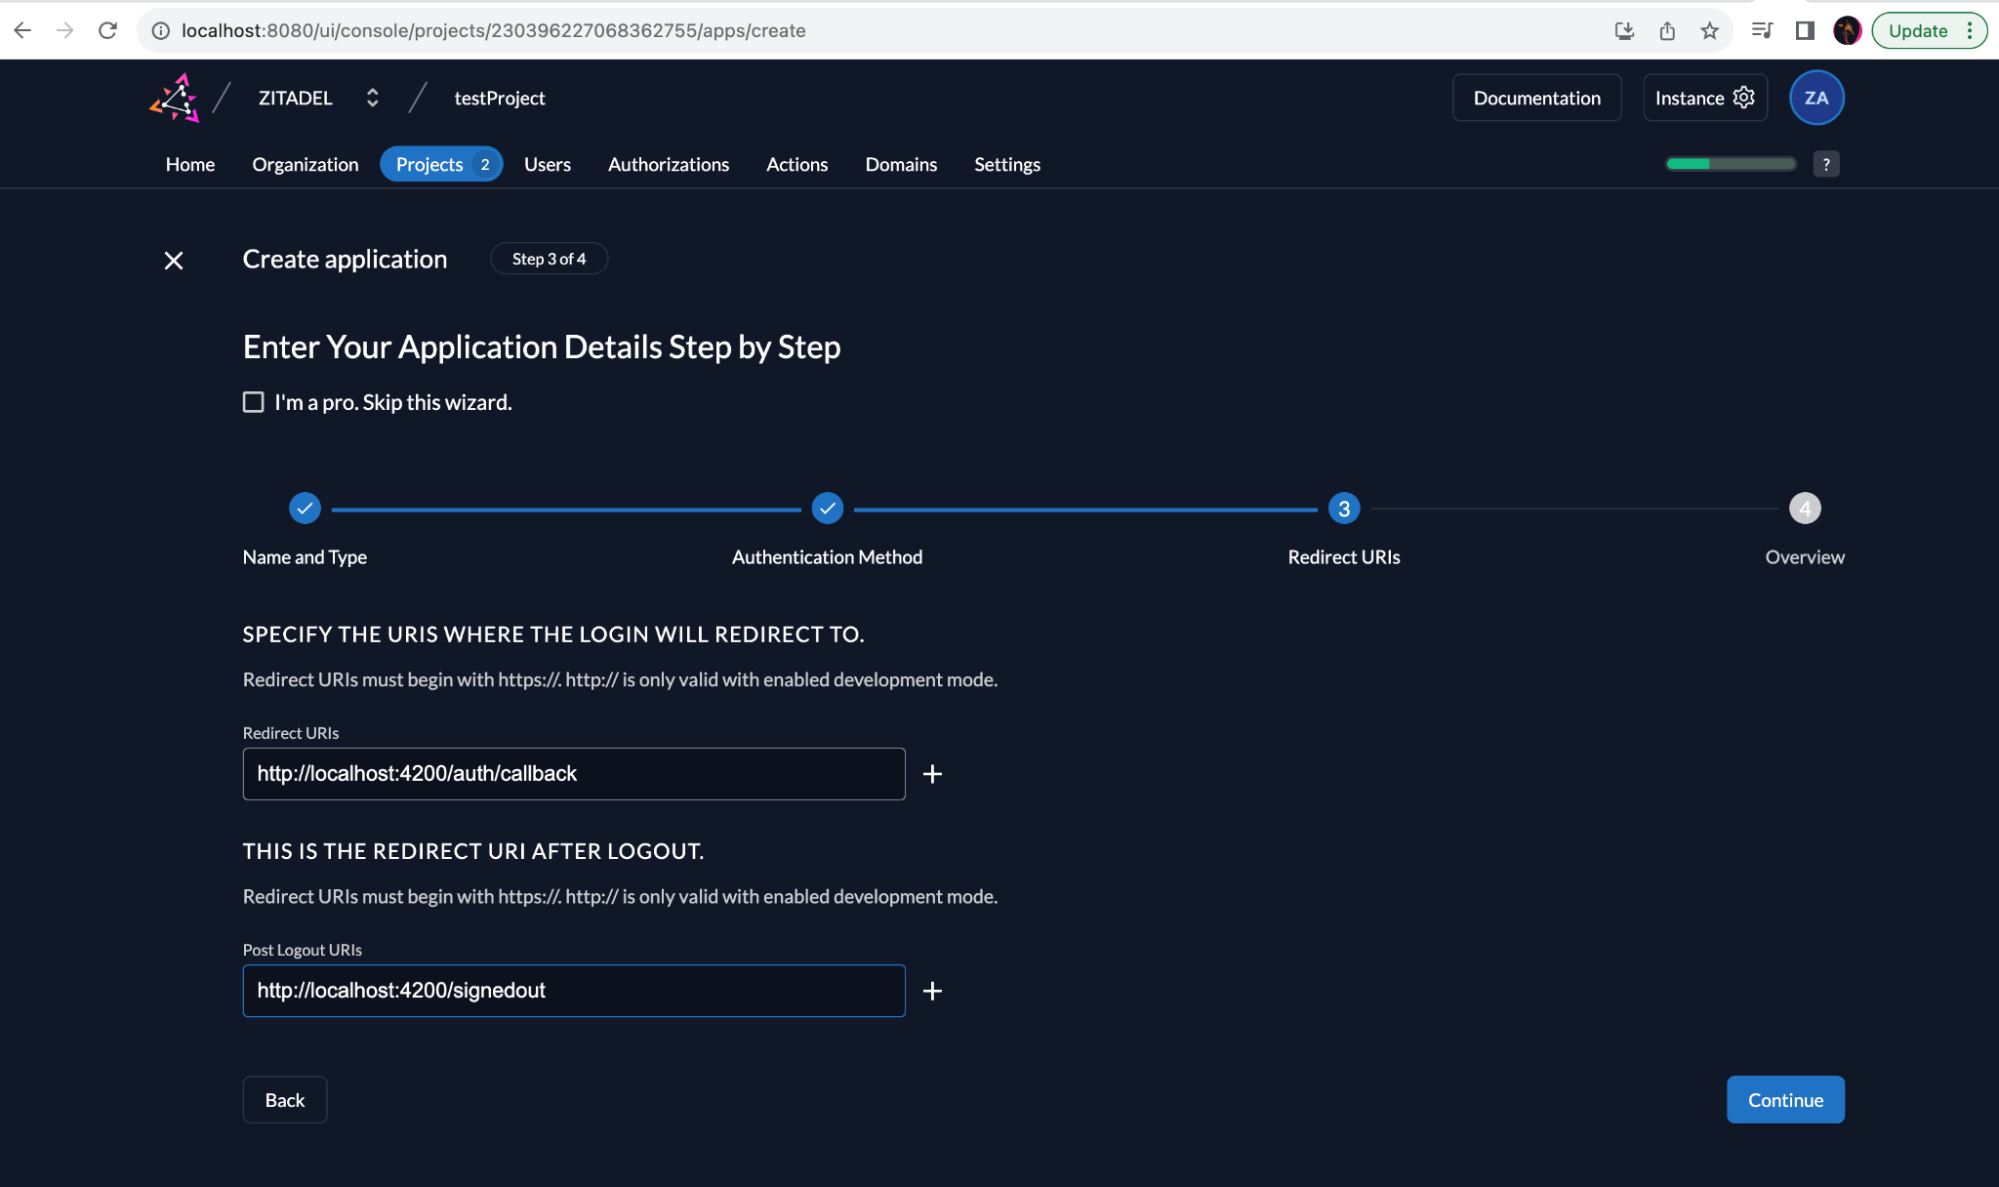 localhost:8080/ui/console/projects/230396227068362755/apps/create
Update
ZITADEL
testProject
Documentation
Instance
ZA
Home
Organization
Projects 2
Users
Authorizations
Actions
Domains
Settings
?
Create application
Step 3 of 4
Enter Your Application Details Step by Step
I'm a pro. Skip this wizard.
3
4
Name and Type
Authentication Method
Redirect URIs
Overview
SPECIFY THE URIS WHERE THE LOGIN WILL REDIRECT TO.
Redirect URIs must begin with https://. http:// is only valid with enabled development mode.
Redirect URIs
http://localhost:4200/auth/callback
THIS IS THE REDIRECT URI AFTER LOGOUT.
Redirect URIs must begin with https://. http:// is only valid with enabled development mode.
Post Logout URIs
http://localhost:4200/signedout
Back
Continue